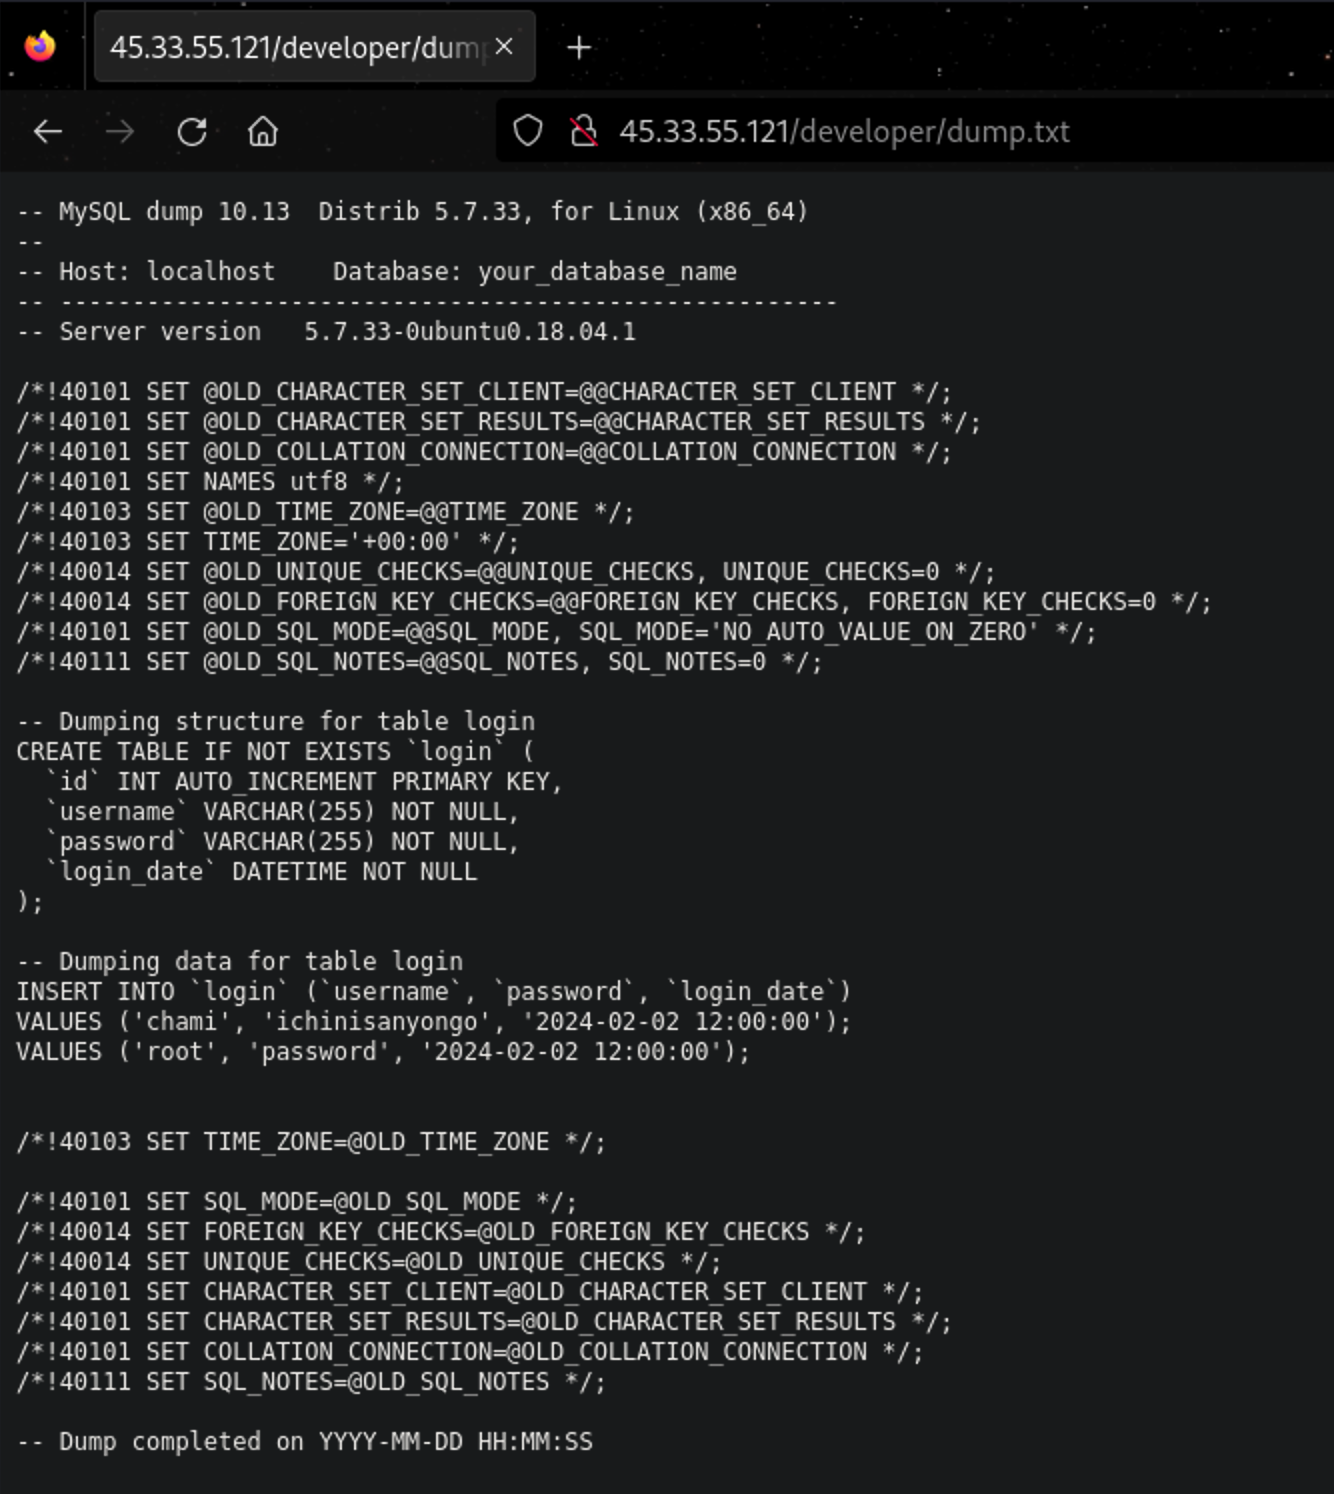 45.33.55.121/developer/dump
45.33.55.121/developer/dump.txt
-- MySQL dump 10.13  Distrib 5.7.33, for Linux (x86_64)
--
-- Host: localhost    Database: your_database_name
-- ------------------------------------------------------
-- Server version   5.7.33-0ubuntu0.18.04.1
/*!40101 SET @OLD_CHARACTER_SET_CLIENT=@@CHARACTER_SET_CLIENT */;
/*!40101 SET @OLD_CHARACTER_SET_RESULTS=@@CHARACTER_SET_RESULTS */;
/*!40101 SET @OLD_COLLATION_CONNECTION=@@COLLATION_CONNECTION */;
/*!40101 SET NAMES utf8 */;
/*!40103 SET @OLD_TIME_ZONE=@@TIME_ZONE */;
/*!40103 SET TIME_ZONE='+00:00' */;
/*!40014 SET @OLD_UNIQUE_CHECKS=@@UNIQUE_CHECKS, UNIQUE_CHECKS=0 */;
/*!40014 SET @OLD_FOREIGN_KEY_CHECKS=@@FOREIGN_KEY_CHECKS, FOREIGN_KEY_CHECKS=0 */;
/*!40101 SET @OLD_SQL_MODE=@@SQL_MODE, SQL_MODE='NO_AUTO_VALUE_ON_ZERO' */;
/*!40111 SET @OLD_SQL_NOTES=@@SQL_NOTES, SQL_NOTES=0 */;
-- Dumping structure for table login
CREATE TABLE IF NOT EXISTS `login` (
  `id` INT AUTO_INCREMENT PRIMARY KEY,
  `username` VARCHAR(255) NOT NULL,
  `password` VARCHAR(255) NOT NULL,
  `login_date` DATETIME NOT NULL
);
-- Dumping data for table login
INSERT INTO `login` (`username`, `password`, `login_date`)
VALUES ('chami', 'ichinisanyongo', '2024-02-02 12:00:00');
VALUES ('root', 'password', '2024-02-02 12:00:00');
/*!40103 SET TIME_ZONE=@OLD_TIME_ZONE */;
/*!40101 SET SQL_MODE=@OLD_SQL_MODE */;
/*!40014 SET FOREIGN_KEY_CHECKS=@OLD_FOREIGN_KEY_CHECKS */;
/*!40014 SET UNIQUE_CHECKS=@OLD_UNIQUE_CHECKS */;
/*!40101 SET CHARACTER_SET_CLIENT=@OLD_CHARACTER_SET_CLIENT */;
/*!40101 SET CHARACTER_SET_RESULTS=@OLD_CHARACTER_SET_RESULTS */;
/*!40101 SET COLLATION_CONNECTION=@OLD_COLLATION_CONNECTION */;
/*!40111 SET SQL_NOTES=@OLD_SQL_NOTES */;
-- Dump completed on YYYY-MM-DD HH:MM:SS